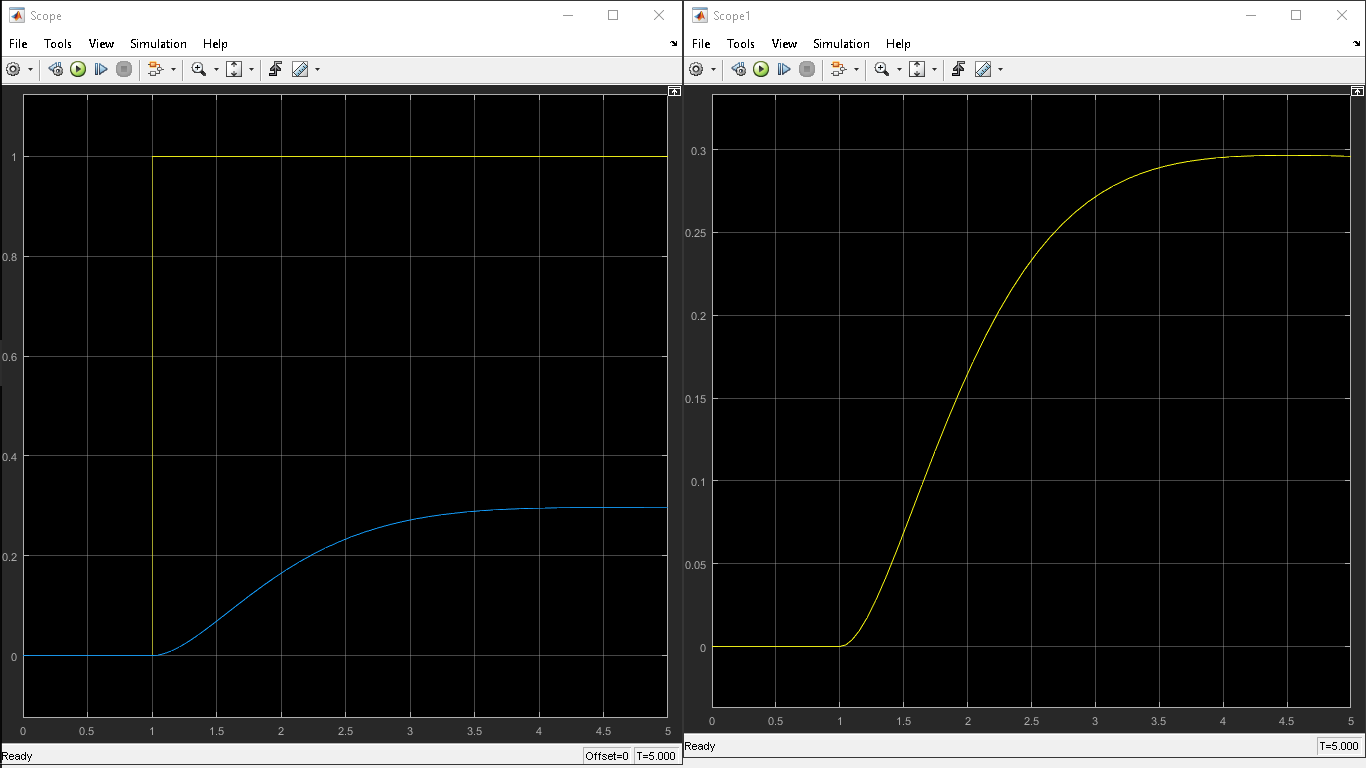 Scope
File Tools View Simulation Help
1
0.8
0.6
0.4
0.2
0
0 0.5 1 1.5 2 2.5 3 3.5 4 4.5 5
Ready Offset=0 T=5.000
Scope1
File Tools View Simulation Help
0.3
0.25
0.2
0.15
0.1
0.05
0
0 0.5 1 1.5 2 2.5 3 3.5 4 4.5 5
Ready T=5.000